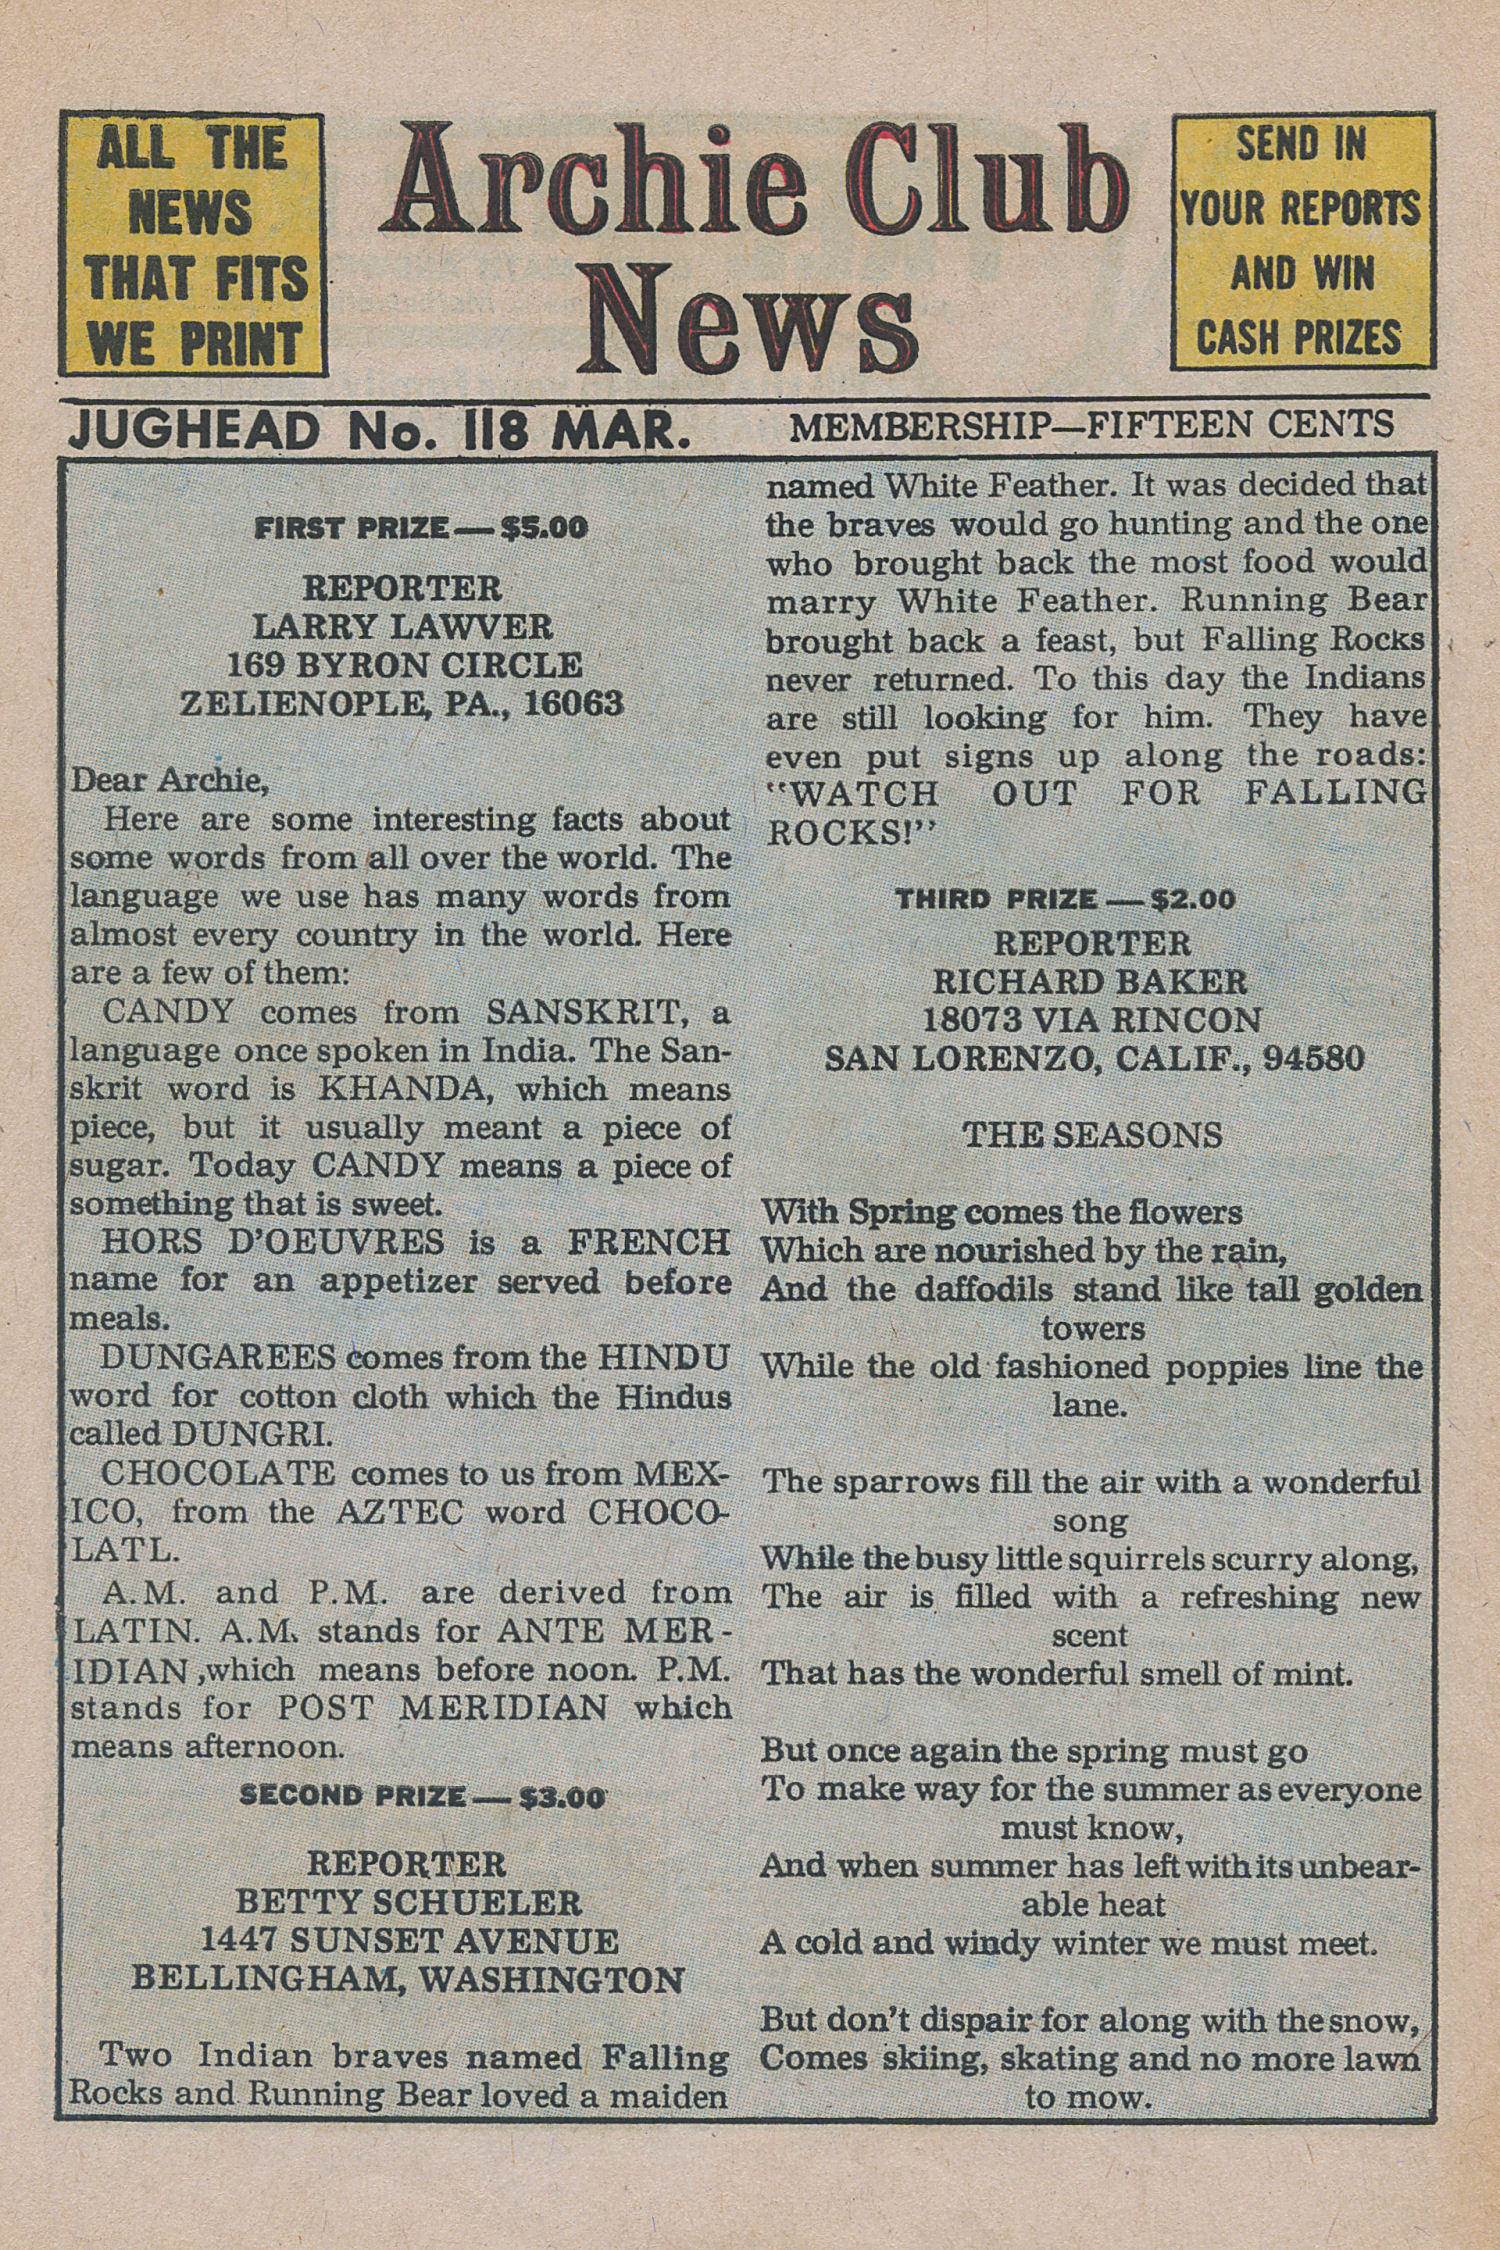 ALL THE
NEWS
THAT FITS
WE PRINT
Archie Club
News
SEND IN
YOUR REPORTS
AND WIN
CASH PRIZES
JUGHEAD No. 118 MAR.
MEMBERSHIP—FIFTEEN CENTS
FIRST PRIZE — $5.00
REPORTER
LARRY LAWVER
169 BYRON CIRCLE
ZELIENOPLE, PA., 16063
Dear Archie,
Here are some interesting facts about
some words from all over the world. The
language we use has many words from
almost every country in the world. Here
are a few of them:
CANDY comes from SANSKRIT, a
language once spoken in India. The San-
skrit word is KHANDA, which means
piece, but it usually meant a piece of
sugar. Today CANDY means a piece of
something that is sweet.
HORS D'OEUVRES is a FRENCH
name for an appetizer served before
meals.
DUNGAREES comes from the HINDU
word for cotton cloth which the Hindus
called DUNGRI.
CHOCOLATE comes to us from MEX-
ICO, from the AZTEC word CHOCO-
LATL.
A.M. and P.M. are derived from
LATIN. A.M. stands for ANTE MER-
IDIAN ,which means before noon. P.M.
stands for POST MERIDIAN which
means afternoon.
SECOND PRIZE — $3.00
REPORTER
BETTY SCHUELER
1447 SUNSET AVENUE
BELLINGHAM, WASHINGTON
Two Indian braves named Falling
Rocks and Running Bear loved a maiden
named White Feather. It was decided that
the braves would go hunting and the one
who brought back the most food would
marry White Feather. Running Bear
brought back a feast, but Falling Rocks
never returned. To this day the Indians
are still looking for him. They have
even put signs up along the roads:
"WATCH OUT FOR FALLING
ROCKS!"
THIRD PRIZE — $2.00
REPORTER
RICHARD BAKER
18073 VIA RINCON
SAN LORENZO, CALIF., 94580
THE SEASONS
With Spring comes the flowers
Which are nourished by the rain,
And the daffodils stand like tall golden
towers
While the old fashioned poppies line the
lane.
The sparrows fill the air with a wonderful
song
While the busy little squirrels scurry along,
The air is filled with a refreshing new
scent
That has the wonderful smell of mint.
But once again the spring must go
To make way for the summer as everyone
must know,
And when summer has left with its unbear-
able heat
A cold and windy winter we must meet.
But don't dispair for along with the snow,
Comes skiing, skating and no more lawn
to mow.